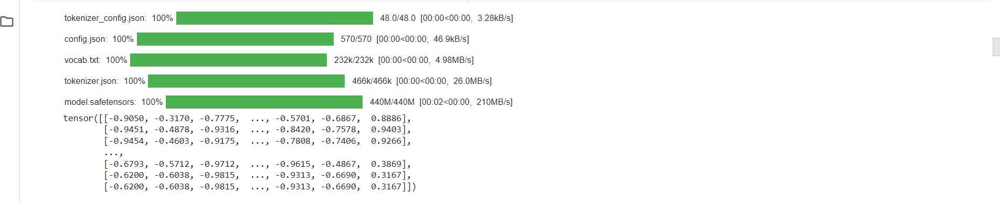 tokenizer_config.json: 100% 48.0/48.0 [00:00<00:00, 3.28kB/s]
config.json: 100% 570/570 [00:00<00:00, 46.9kB/s]
vocab.txt: 100% 232k/232k [00:00<00:00, 4.98MB/s]
tokenizer.json: 100% 466k/466k [00:00<00:00, 26.0MB/s]
model.safetensors: 100% 440M/440M [00:02<00:00, 210MB/s]
tensor([[-0.9050, -0.3170, -0.7775,  ..., -0.5701, -0.6867,  0.8886],
        [-0.9451, -0.4878, -0.9316,  ..., -0.8420, -0.7578,  0.9403],
        [-0.9454, -0.4603, -0.9175,  ..., -0.7808, -0.7406,  0.9266],
        ...,
        [-0.6793, -0.5712, -0.9712,  ..., -0.9615, -0.4867,  0.3869],
        [-0.6200, -0.6038, -0.9815,  ..., -0.9313, -0.6690,  0.3167],
        [-0.6200, -0.6038, -0.9815,  ..., -0.9313, -0.6690,  0.3167]])